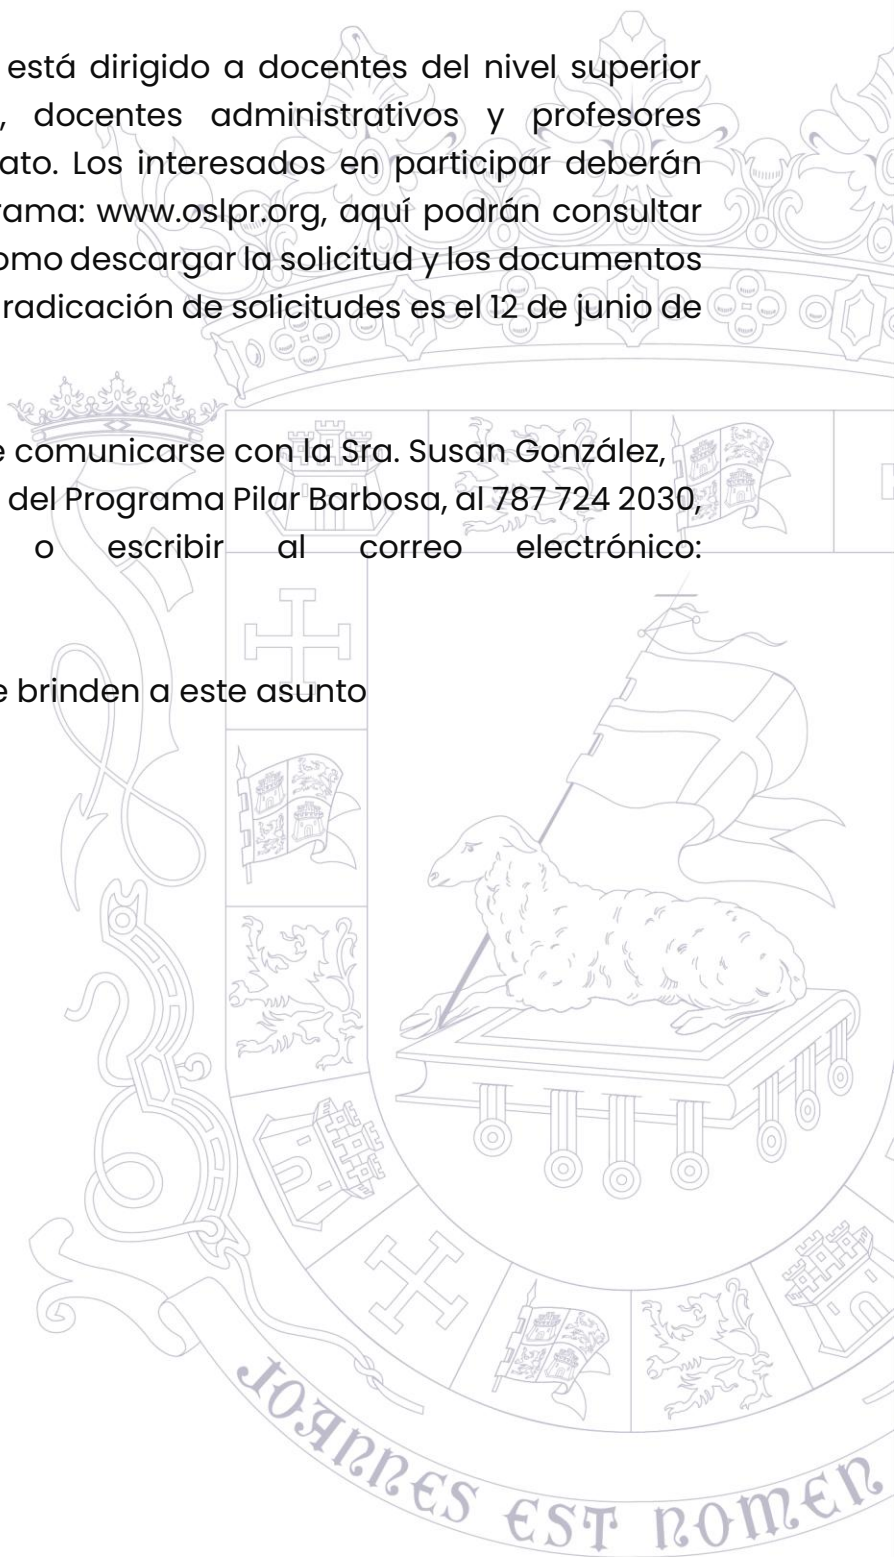 está dirigido a docentes del nivel superior
, docentes administrativos y profesores
ato. Los interesados en participar deberán
rama: www.oslpr.org, aquí podrán consultar
omo descargar la solicitud y los documentos
radicación de solicitudes es el 12 de junio de
e comunicarse con la Sra. Susan González,
del Programa Pilar Barbosa, al 787 724 2030,
o escribir al correo electrónico:
e brinden a este asunto
JOANNES EST NOMEN